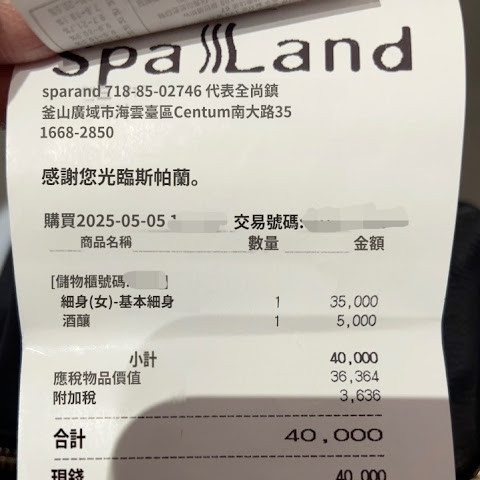 Spa Land
sparand 718-85-02746 代表全尚鎮
釜山廣域市海雲臺區Centum南大路35
1668-2850
感謝您光臨斯帕蘭。
購買2025-05-05 交易號碼:
商品名稱 數量 金額
[儲物櫃號碼: ]
細身(女)-基本細身 1 35,000
酒釀 1 5,000
小計 40,000
應稅物品價值 36,364
附加稅 3,636
合計 40,000
現錢 40,000